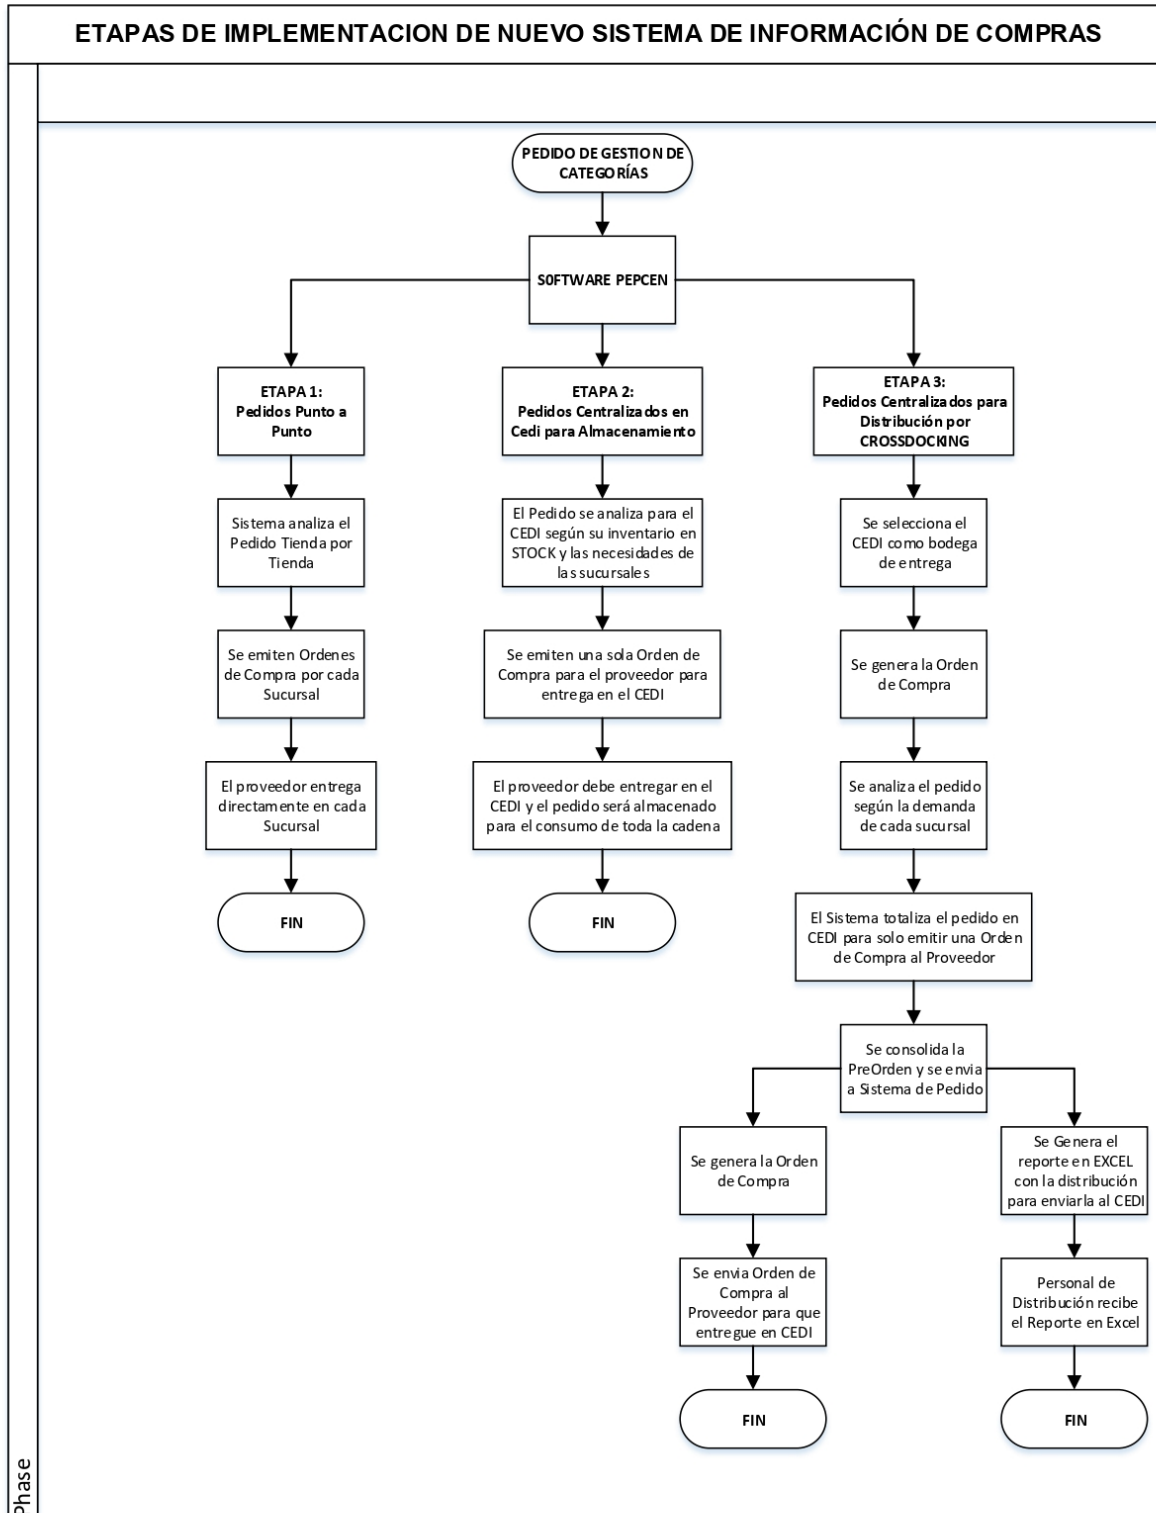 ETAPAS DE IMPLEMENTACION DE NUEVO SISTEMA DE INFORMACIÓN DE COMPRAS
PEDIDO DE GESTION DE
CATEGORÍAS
S0FTWARE PEPCEN
ETAPA 1:
Pedidos Punto a
Punto
ETAPA 2:
Pedidos Centralizados en
Cedi para Almacenamiento
ETAPA 3:
Pedidos Centralizados para
Distribución por
CROSSDOCKING
Sistema analiza el
Pedido Tienda por
Tienda
El Pedido se analiza para el
CEDI según su inventario en
STOCK y las necesidades de
las sucursales
Se selecciona el
CEDI como bodega
de entrega
Se emiten Ordenes
de Compra por cada
Sucursal
Se emiten una sola Orden de
Compra para el proveedor para
entrega en el CEDI
Se genera la Orden
de Compra
El proveedor entrega
directamente en cada
Sucursal
El proveedor debe entregar en el
CEDI y el pedido será almacenado
para el consumo de toda la cadena
Se analiza el pedido
según la demanda
de cada sucursal
FIN
FIN
El Sistema totaliza el pedido en
CEDI para solo emitir una Orden
de Compra al Proveedor
Se consolida la
PreOrden y se envia
a Sistema de Pedido
Se genera la Orden
de Compra
Se Genera el
reporte en EXCEL
con la distribución
para enviarla al CEDI
Se envia Orden de
Compra al
Proveedor para que
entregue en CEDI
Personal de
Distribución recibe
el Reporte en Excel
FIN
FIN
Phase